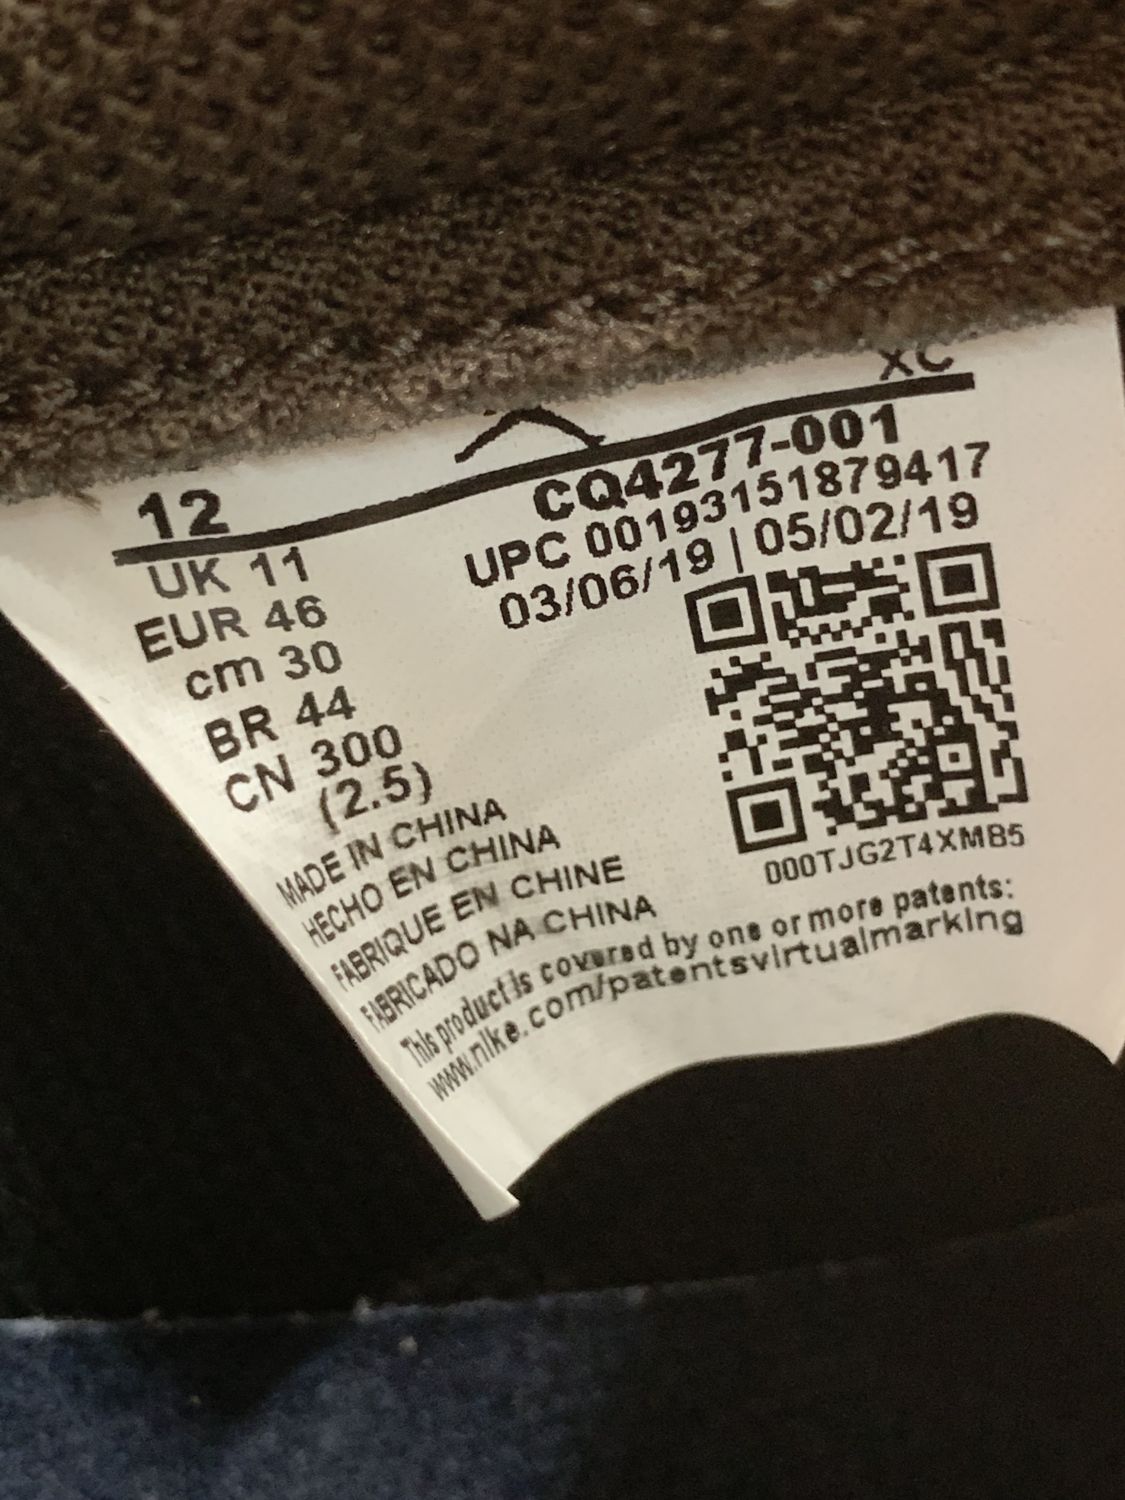 XC
12
CQ4277-001
UPC 00193151879417
03/06/19 | 05/02/19
UK 11
EUR 46
cm 30
BR 44
CN 300
(2.5)
MADE IN CHINA
HECHO EN CHINA
FABRIQUE EN CHINE
FABRICADO NA CHINA
000TJG2T4XMB5
This product is covered by one or more patents:
www.nike.com/patentsvirtualmarking